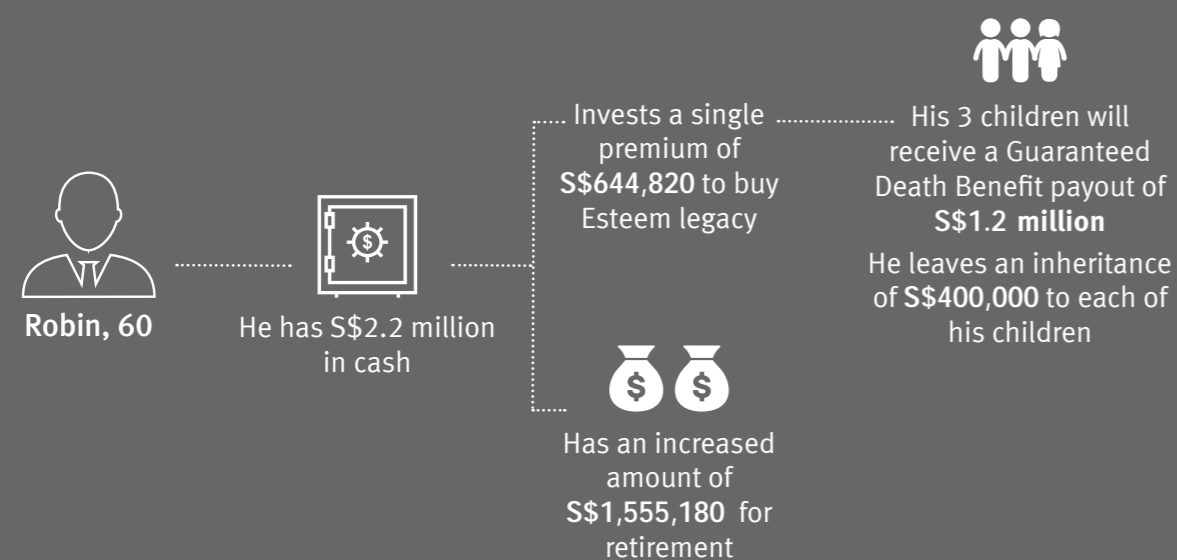 Robin, 60
$
He has S$2.2 million
in cash
Invests a single
premium of
S$644,820 to buy
Esteem legacy
His 3 children will
receive a Guaranteed
Death Benefit payout of
S$1.2 million
He leaves an inheritance
of S$400,000 to each of
his children
$ $
Has an increased
amount of
S$1,555,180 for
retirement